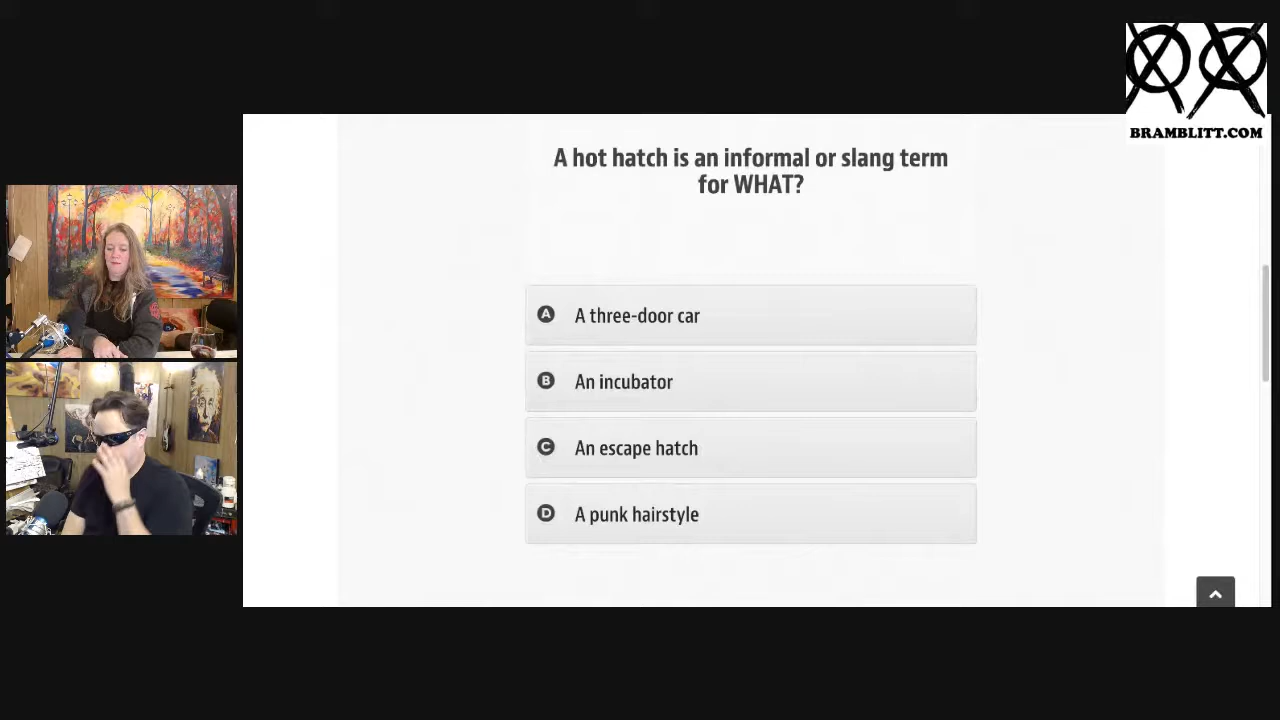 BRAMBLITT.COM
A hot hatch is an informal or slang term
for WHAT?
A A three-door car
B An incubator
C An escape hatch
D A punk hairstyle